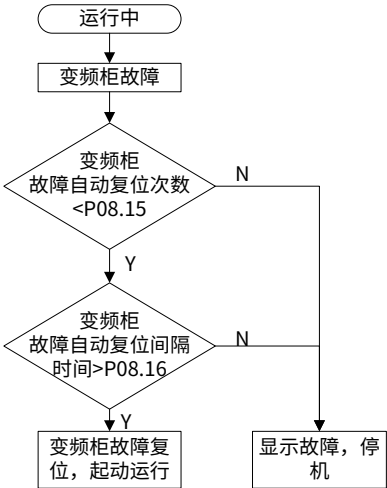 运行中
变频柜故障
变频柜
故障自动复位次数
<P08.15
N
Y
变频柜
故障自动复位间隔
时间>P08.16
N
Y
变频柜故障复
位，起动运行
显示故障，停
机